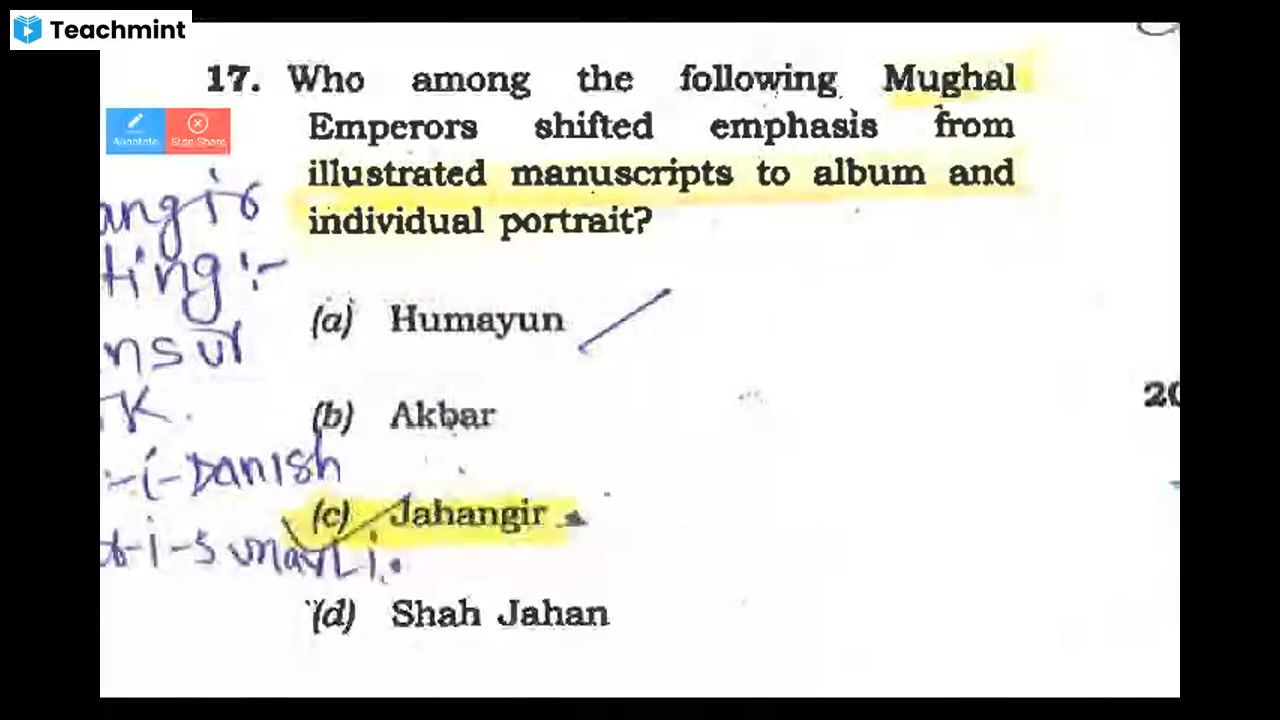 Teachmint
17. Who among the following Mughal
Emperors shifted emphasis from
illustrated manuscripts to album and
individual portrait?
Annotate Stop Share
angir
ting :-
nsur
K.
(a) Humayun
(b) Akbar
20
:-i-Danish
(c) Jahangir
(d) Shah Jahan